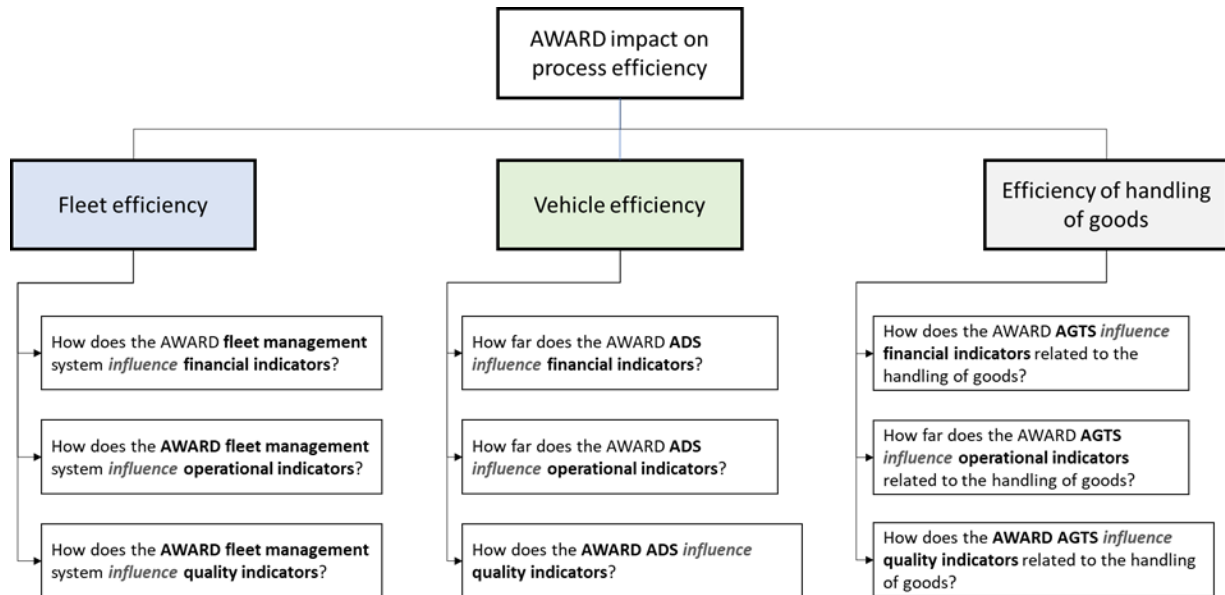 AWARD impact on
process efficiency
Fleet efficiency
Vehicle efficiency
Efficiency of handling
of goods
How does the AWARD fleet management
system influence financial indicators?
How does the AWARD fleet management
system influence operational indicators?
How does the AWARD fleet management
system influence quality indicators?
How far does the AWARD ADS
influence financial indicators?
How far does the AWARD ADS
influence operational indicators?
How does the AWARD ADS influence
quality indicators?
How does the AWARD AGTS influence
financial indicators related to the
handling of goods?
How far does the AWARD AGTS
influence operational indicators
related to the handling of goods?
How does the AWARD AGTS influence
quality indicators related to the handling
of goods?